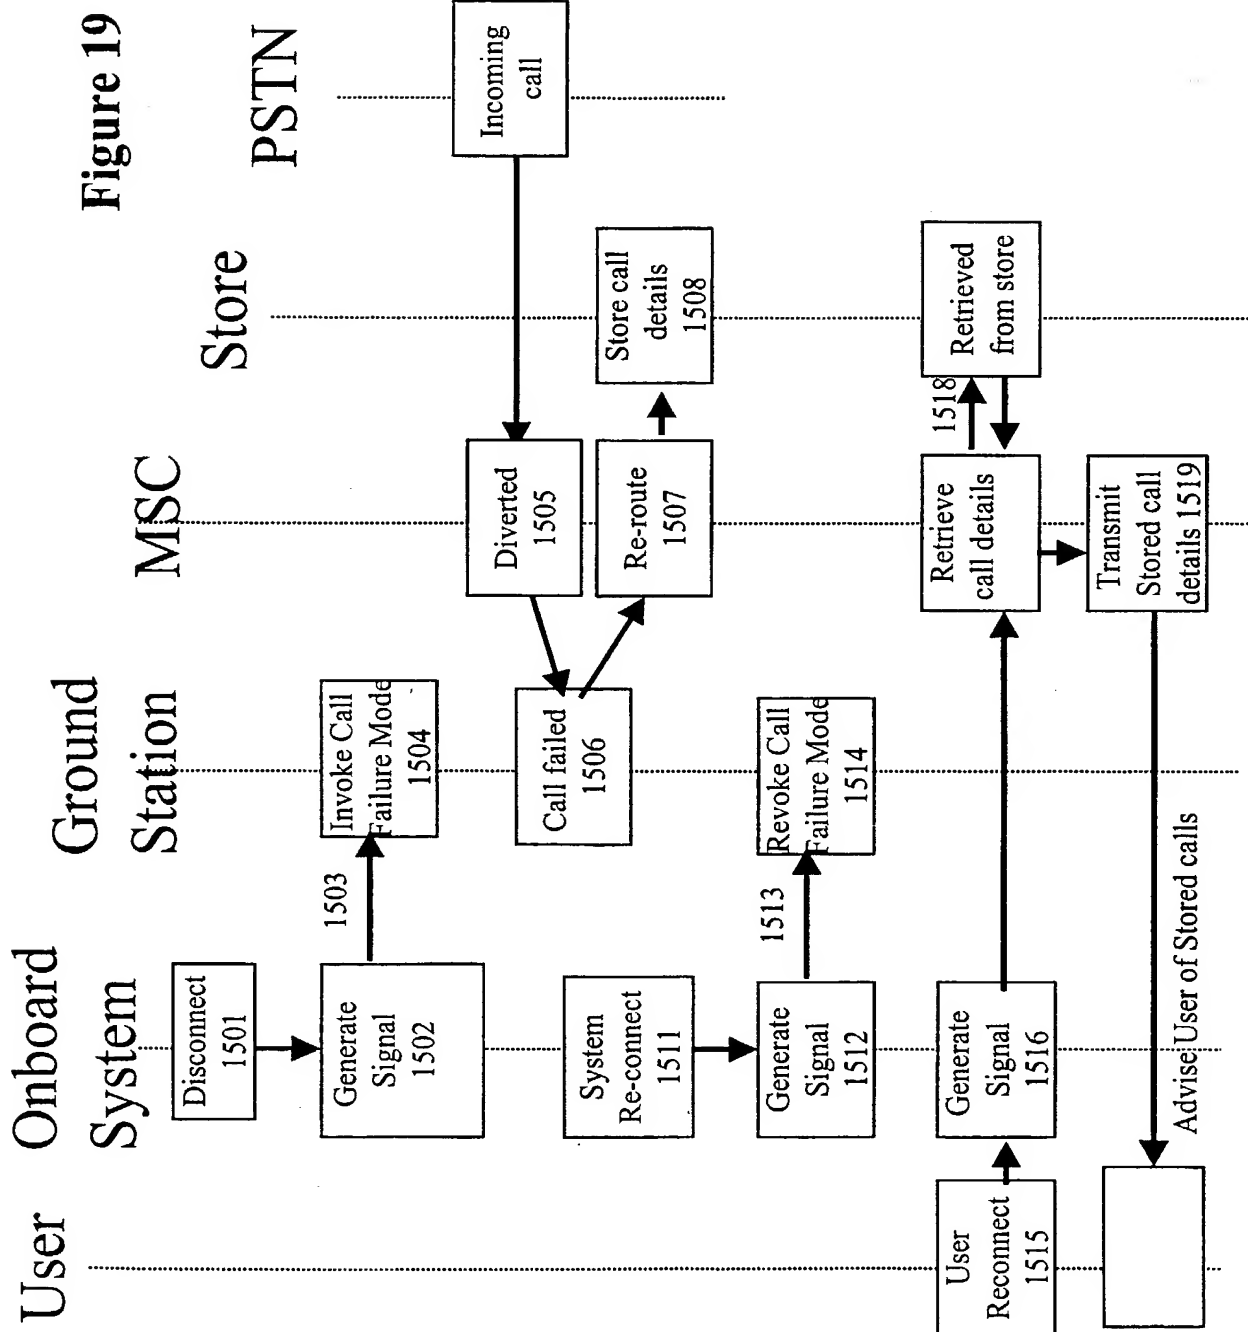 Figure 19
User
Onboard
System
Ground
Station
MSC
Store
PSTN
Disconnect
1501
Generate
Signal
1502
1503
Invoke Call
Failure Mode
1504
Incoming
call
Diverted
1505
Call failed
1506
Re-route
1507
Store call
details
1508
System
Re-connect
1511
Generate
Signal
1512
1513
Revoke Call
Failure Mode
1514
User
Reconnect
1515
Generate
Signal
1516
Retrieve
call details
1518
Retrieved
from store
Transmit
Stored call
details 1519
Advise User of Stored calls